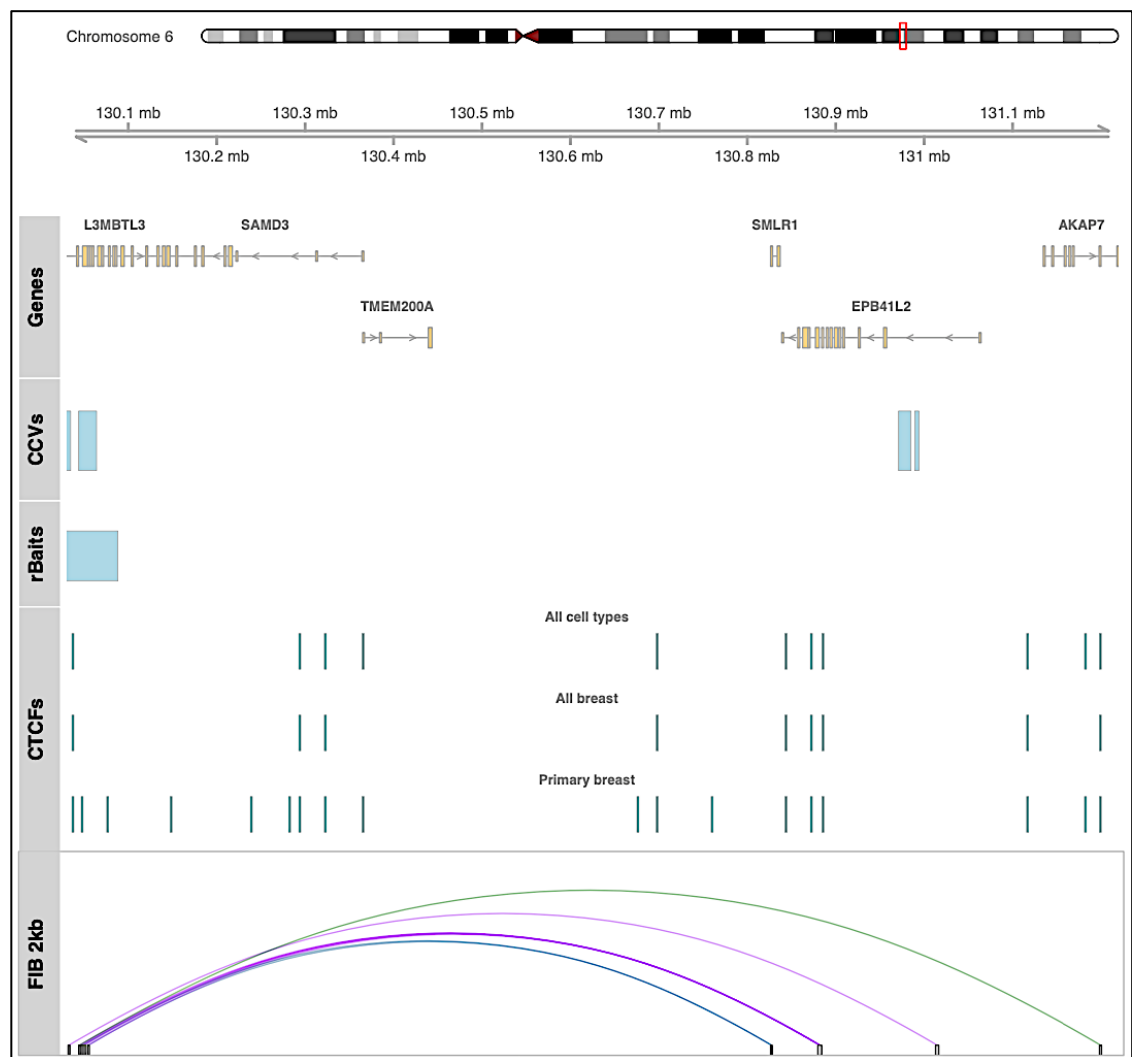 Chromosome 6
130.1 mb 130.3 mb 130.5 mb 130.7 mb 130.9 mb 131.1 mb
130.2 mb 130.4 mb 130.6 mb 130.8 mb 131 mb
Genes
L3MBTL3 SAMD3 SMLR1 AKAP7
TMEM200A EPB41L2
CCVs
rBaits
CTCFs
All cell types
All breast
Primary breast
FIB 2kb